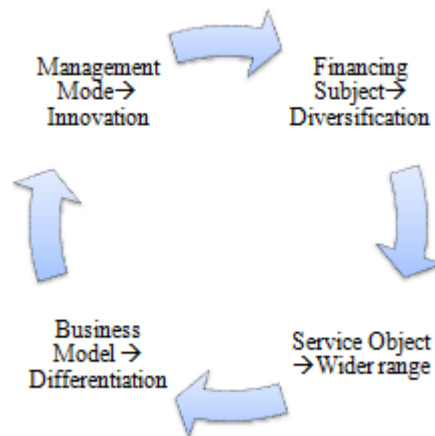 Management
Mode→
Innovation
Financing
Subject→
Diversification
Service Object
→Wider range
Business
Model →
Differentiation